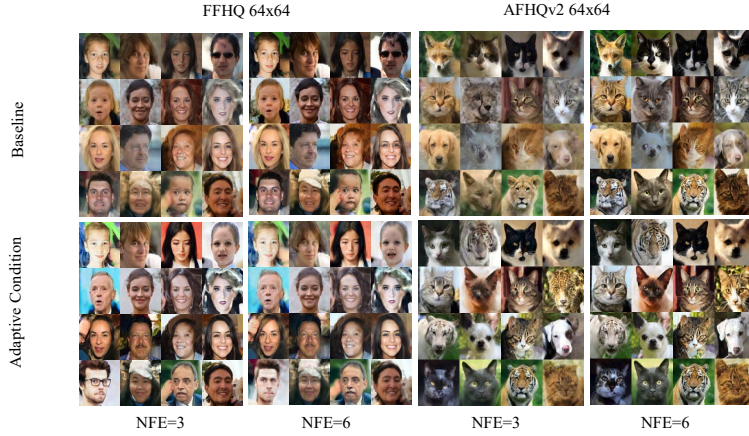 FFHQ 64x64
AFHQv2 64x64
Baseline
Adaptive Condition
NFE=3
NFE=6
NFE=3
NFE=6